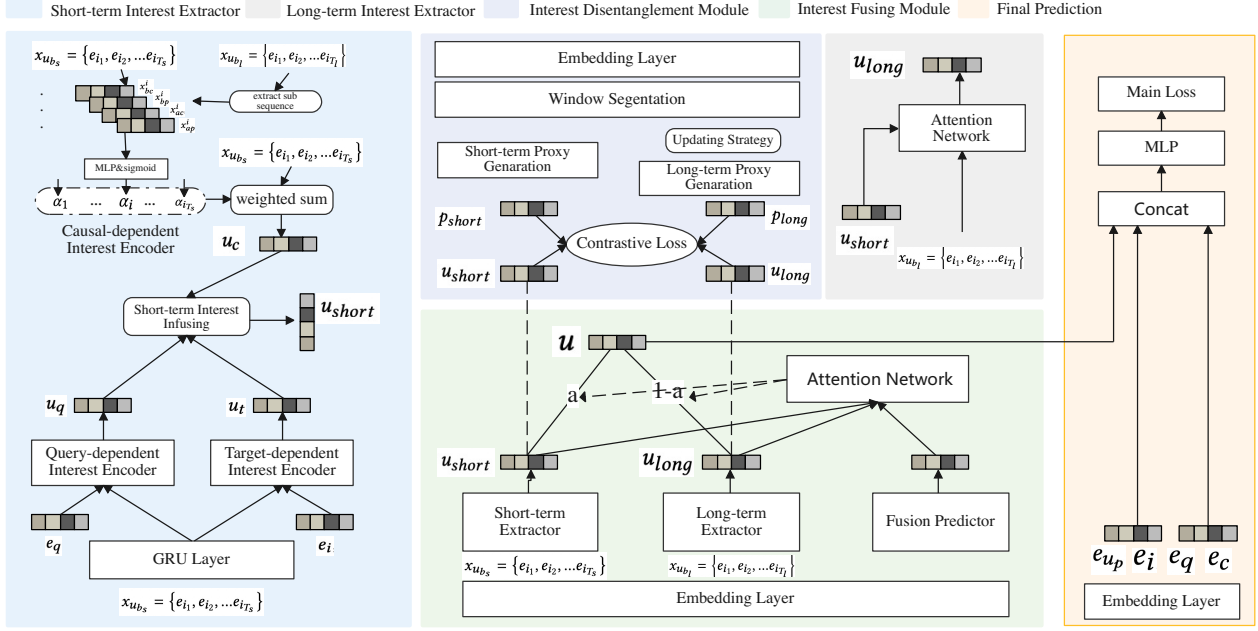 Short-term Interest Extractor
Long-term Interest Extractor
Interest Disentanglement Module
Interest Fusing Module
Final Prediction
x_{u_{b_s}} = {e_{i_1}, e_{i_2}, ...e_{i_{T_s}}}
x_{u_{b_l}} = {e_{i_1}, e_{i_2}, ...e_{i_{T_l}}}
x^i_{bc}
x^i_{bp}
x^i_{ac}
x^i_{ap}
extract sub
sequence
MLP&sigmoid
x_{u_{b_s}} = {e_{i_1}, e_{i_2}, ...e_{i_{T_s}}}
α_1 ... α_i ... α_{i_{T_s}}
weighted sum
Causal-dependent
Interest Encoder
u_c
Short-term Interest
Infusing
u_{short}
u_q
u_t
Query-dependent
Interest Encoder
Target-dependent
Interest Encoder
e_q
e_i
GRU Layer
x_{u_{b_s}} = {e_{i_1}, e_{i_2}, ...e_{i_{T_s}}}
Embedding Layer
Window Segentation
Updating Strategy
Short-term Proxy
Genaration
Long-term Proxy
Genaration
p_{short}
p_{long}
Contrastive Loss
u_{short}
u_{long}
u_{long}
Attention
Network
u_{short}
x_{u_{b_l}} = {e_{i_1}, e_{i_2}, ...e_{i_{T_l}}}
u
a
1-a
Attention Network
u_{short}
u_{long}
Short-term
Extractor
Long-term
Extractor
Fusion Predictor
x_{u_{b_s}} = {e_{i_1}, e_{i_2}, ...e_{i_{T_s}}}
x_{u_{b_l}} = {e_{i_1}, e_{i_2}, ...e_{i_{T_l}}}
Embedding Layer
Main Loss
MLP
Concat
e_{u_p} e_i e_q e_c
Embedding Layer